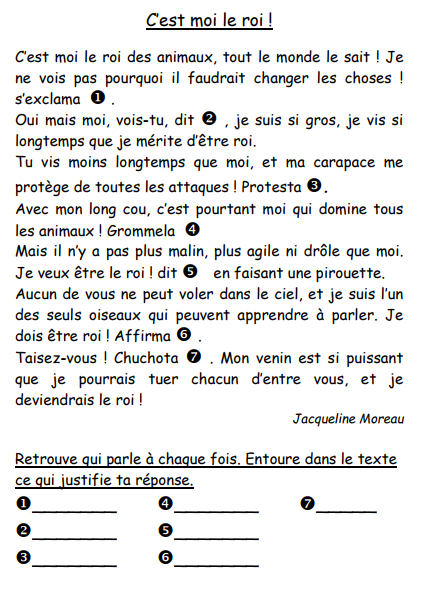 C'est moi le roi !
C'est moi le roi des animaux, tout le monde le sait ! Je
ne vois pas pourquoi il faudrait changer les choses !
s'exclama ❶ .
Oui mais moi, vois-tu, dit ❷ , je suis si gros, je vis si
longtemps que je mérite d'être roi.
Tu vis moins longtemps que moi, et ma carapace me
protège de toutes les attaques ! Protesta ❸.
Avec mon long cou, c'est pourtant moi qui domine tous
les animaux ! Grommela ❹
Mais il n'y a pas plus malin, plus agile ni drôle que moi.
Je veux être le roi ! dit ❺ en faisant une pirouette.
Aucun de vous ne peut voler dans le ciel, et je suis l'un
des seuls oiseaux qui peuvent apprendre à parler. Je
dois être roi ! Affirma ❻ .
Taisez-vous ! Chuchota ❼ . Mon venin est si puissant
que je pourrais tuer chacun d'entre vous, et je
deviendrais le roi !
Jacqueline Moreau
Retrouve qui parle à chaque fois. Entoure dans le texte
ce qui justifie ta réponse.
❶_________ ❹_________ ❼_______
❷_________ ❺_________
❸_________ ❻_________